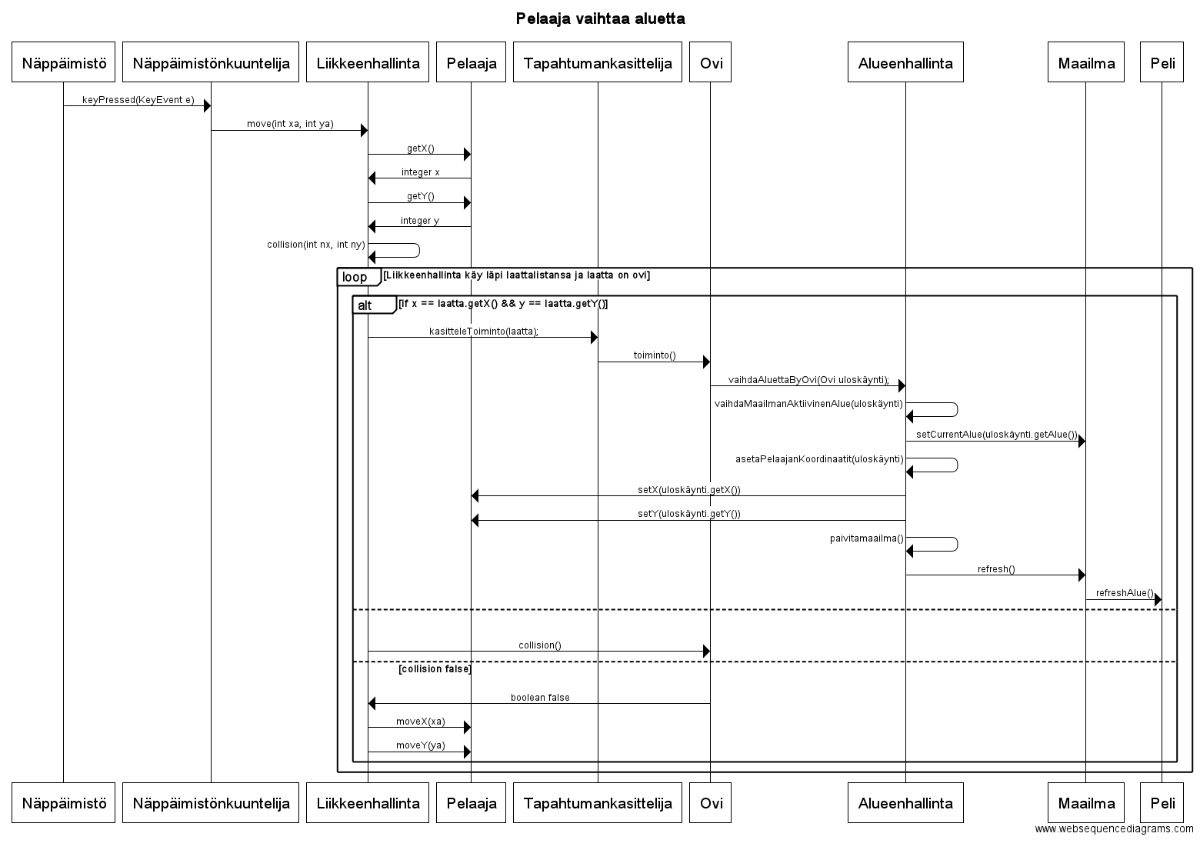 Pelaaja vaihtaa aluetta
Näppäimistö
Näppäimistönkuuntelija
Liikkeenhallinta
Pelaaja
Tapahtumankasittelija
Ovi
Alueenhallinta
Maailma
Peli
keyPressed(KeyEvent e)
move(int xa, int ya)
getX()
integer x
getY()
integer y
collision(int nx, int ny)
loop
[Liikkeenhallinta käy läpi laattalistansa ja laatta on ovi]
alt
[if x == laatta.getX() && y == laatta.getY()]
kasitteleToiminto(laatta);
toiminto()
vaihdaAluettaByOvi(Ovi uloskäynti);
vaihdaMaailmanAktiivinenAlue(uloskäynti)
setCurrentAlue(uloskäynti.getAlue())
asetaPelaajanKoordinaatit(uloskäynti)
setX(uloskäynti.getX())
setY(uloskäynti.getY())
paivitamaailma()
refresh()
refreshAlue()
collision()
[collision false]
boolean false
moveX(xa)
moveY(ya)
Näppäimistö
Näppäimistönkuuntelija
Liikkeenhallinta
Pelaaja
Tapahtumankasittelija
Ovi
Alueenhallinta
Maailma
Peli
www.websequencediagrams.com